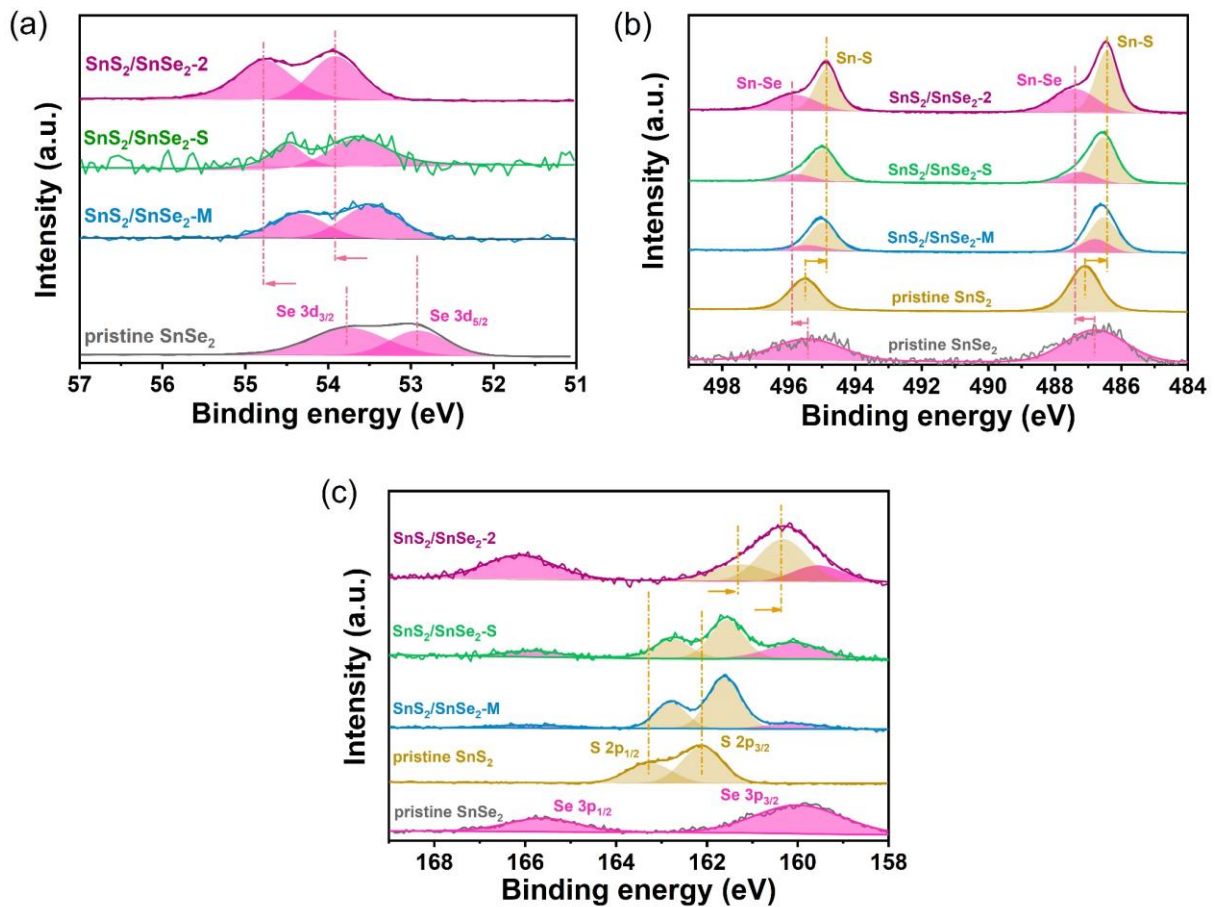 (a)
SnS₂/SnSe₂-2
SnS₂/SnSe₂-S
SnS₂/SnSe₂-M
Se 3d₃/₂
Se 3d₅/₂
pristine SnSe₂
Intensity (a.u.)
57 56 55 54 53 52 51
Binding energy (eV)
(b)
Sn-S
Sn-S
Sn-Se
Sn-Se
SnS₂/SnSe₂-2
SnS₂/SnSe₂-S
SnS₂/SnSe₂-M
pristine SnS₂
pristine SnSe₂
Intensity (a.u.)
498 496 494 492 490 488 486 484
Binding energy (eV)
(c)
SnS₂/SnSe₂-2
SnS₂/SnSe₂-S
SnS₂/SnSe₂-M
S 2p₁/₂
S 2p₃/₂
pristine SnS₂
Se 3p₁/₂
Se 3p₃/₂
pristine SnSe₂
Intensity (a.u.)
168 166 164 162 160 158
Binding energy (eV)